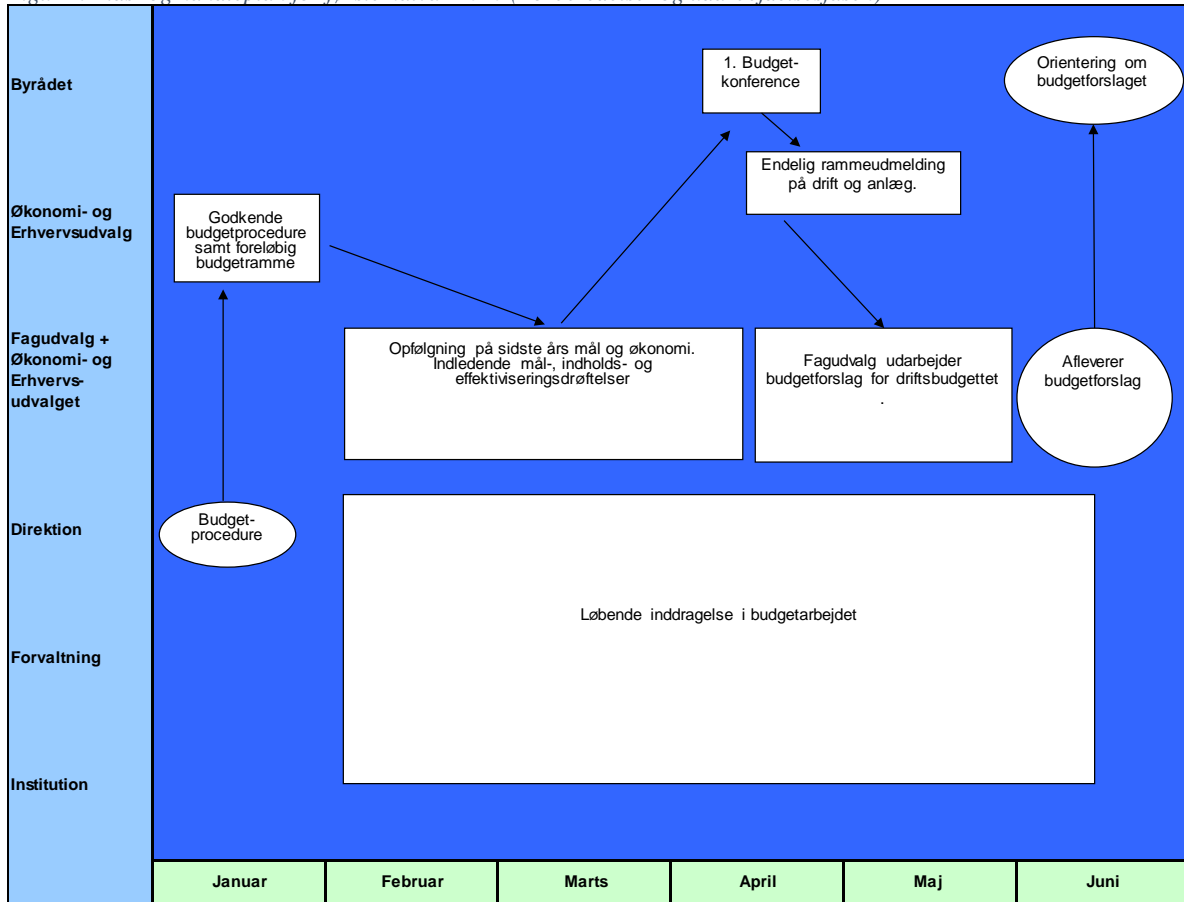 Byrådet
1. Budget-
konference
Orientering om
budgetforslaget
Endelig rammeudmelding
på drift og anlæg.
Økonomi- og
Erhvervsudvalg
Godkende
budgetprocedure
samt foreløbig
budgetramme
Fagudvalg +
Økonomi- og
Erhvervs-
udvalget
Opfølgning på sidste års mål og økonomi.
Indledende mål-, indholds- og
effektiviseringsdrøftelser
Fagudvalg udarbejder
budgetforslag for driftsbudgettet
.
Afleverer
budgetforslag
Direktion
Budget-
procedure
Løbende inddragelse i budgetarbejdet
Forvaltning
Institution
Januar
Februar
Marts
April
Maj
Juni